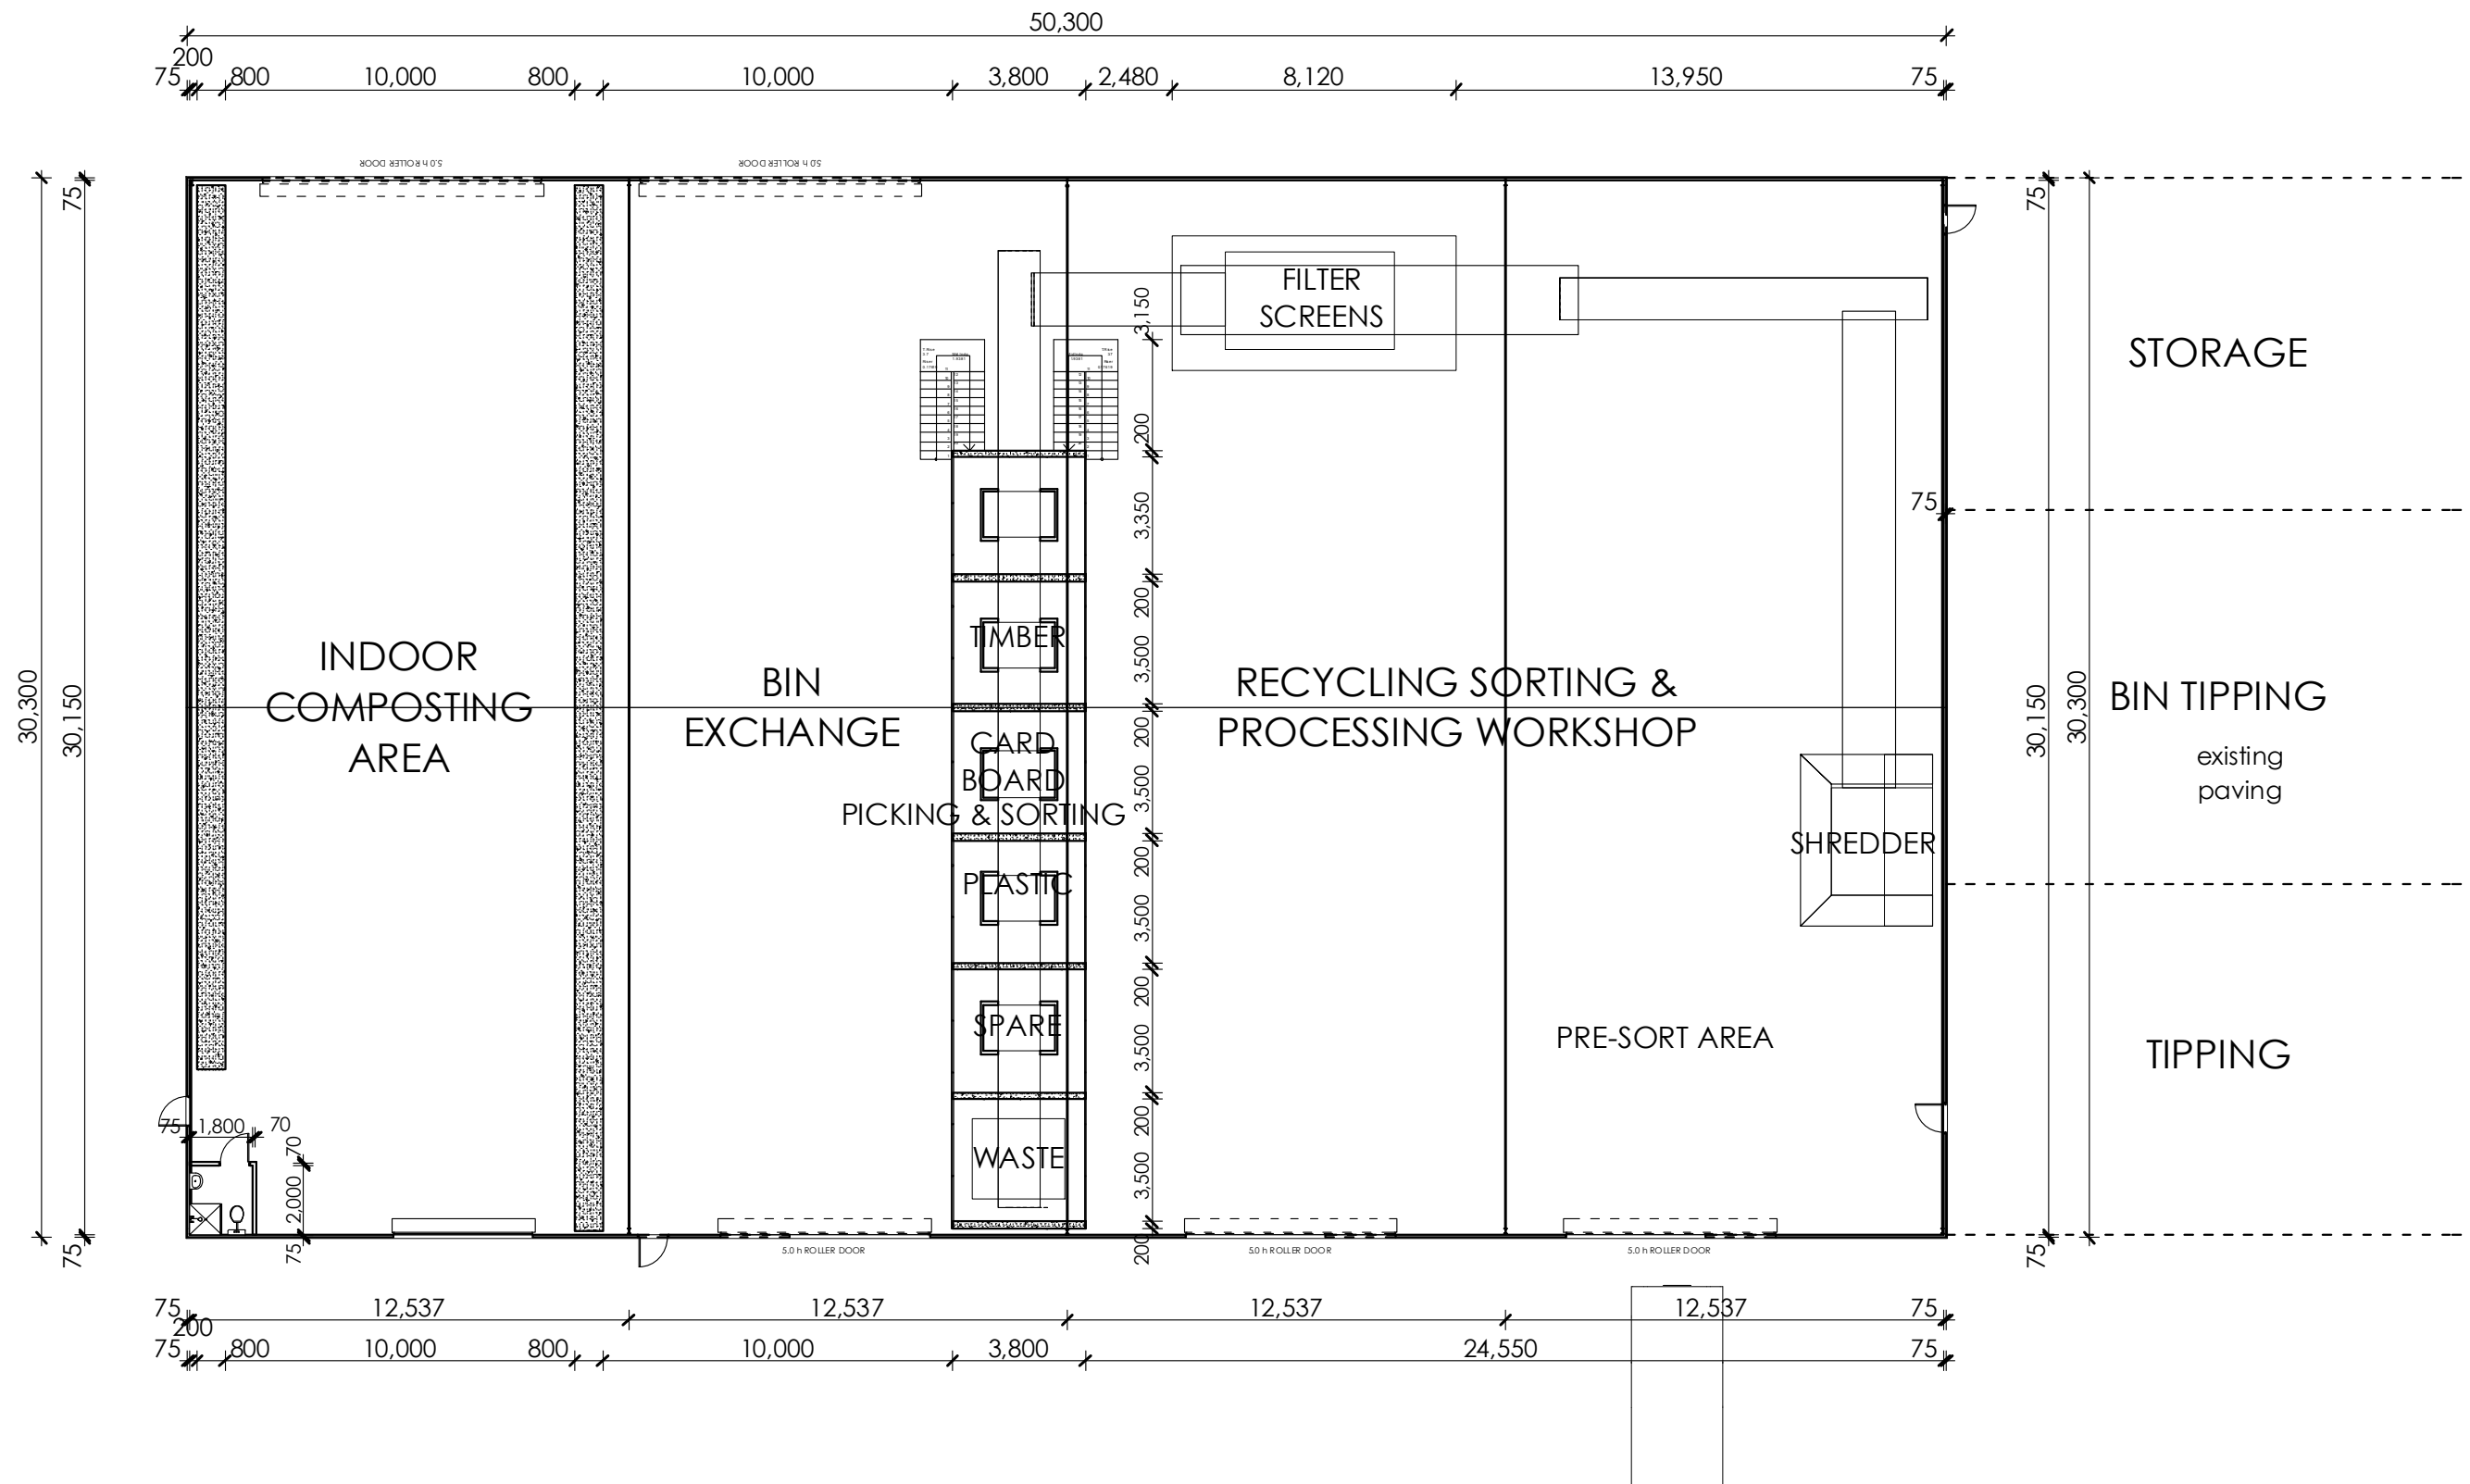 50,300
200
75 800 10,000 800 10,000 3,800 2,480 8,120 13,950 75
5.0 h ROLLER DOOR
5.0 h ROLLER DOOR
75
75
FILTER
SCREENS
3,150
STORAGE
200
75
3,350
200
INDOOR
COMPOSTING
AREA
BIN
EXCHANGE
TIMBER
3,500
RECYCLING SORTING &
PROCESSING WORKSHOP
BIN TIPPING
existing
paving
30,300
30,150
30,150
30,300
200
CARD
BOARD
3,500
PICKING & SORTING
SHREDDER
200
PLASTIC
3,500
200
SPARE
3,500
PRE-SORT AREA
TIPPING
200
WASTE
3,500
75 1,800 70
70
2,000
75
75
200
75
5.0 h ROLLER DOOR
5.0 h ROLLER DOOR
5.0 h ROLLER DOOR
75 12,537 12,537 12,537 12,537 75
200
75 800 10,000 800 10,000 3,800 24,550 75